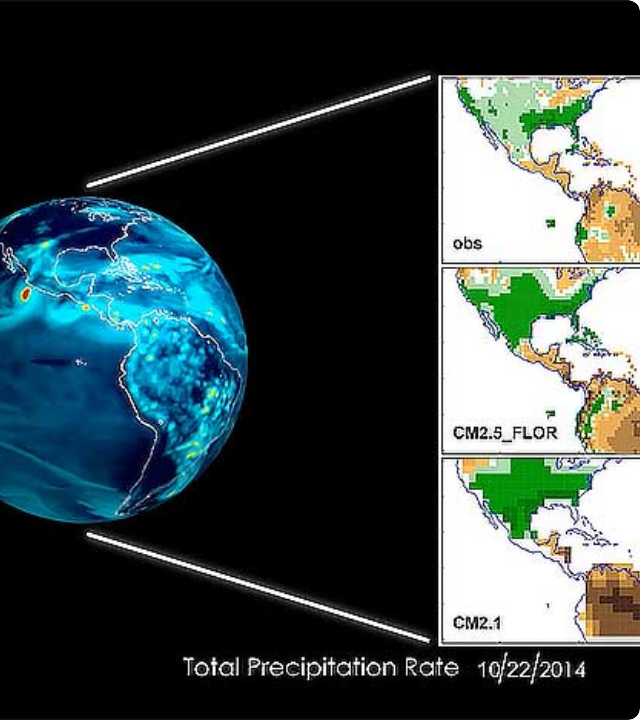 obs
CM2.5_FLOR
CM2.1
Total Precipitation Rate 10/22/2014